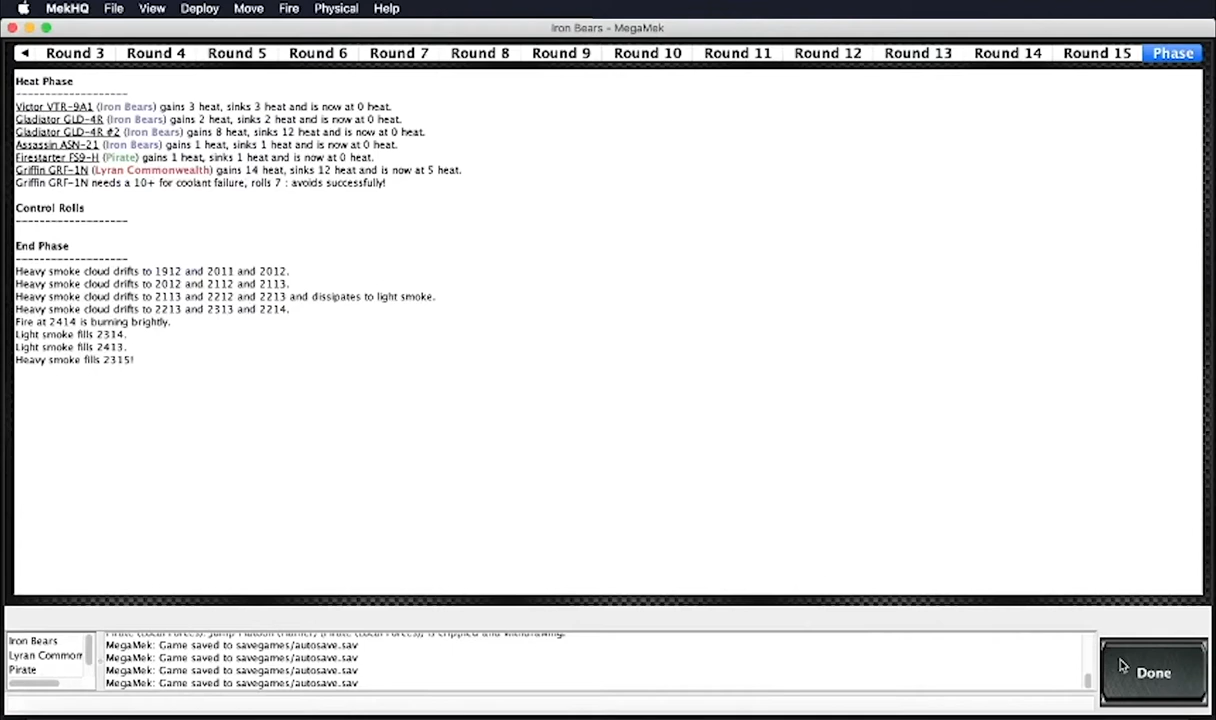 MekHQ File View Deploy Move Fire Physical Help
Iron Bears - MegaMek
Round 3 Round 4 Round 5 Round 6 Round 7 Round 8 Round 9 Round 10 Round 11 Round 12 Round 13 Round 14 Round 15 Phase
Heat Phase
--------------------
Victor VTR-9A1 (Iron Bears) gains 3 heat, sinks 3 heat and is now at 0 heat.
Gladiator GLD-4R (Iron Bears) gains 2 heat, sinks 2 heat and is now at 0 heat.
Gladiator GLD-4R #2 (Iron Bears) gains 8 heat, sinks 12 heat and is now at 0 heat.
Assassin ASN-21 (Iron Bears) gains 1 heat, sinks 1 heat and is now at 0 heat.
Firestarter FS9-H (Pirate) gains 1 heat, sinks 1 heat and is now at 0 heat.
Griffin GRF-1N (Lyran Commonwealth) gains 14 heat, sinks 12 heat and is now at 5 heat.
Griffin GRF-1N needs a 10+ for coolant failure, rolls 7 : avoids successfully!
Control Rolls
--------------------
End Phase
--------------------
Heavy smoke cloud drifts to 1912 and 2011 and 2012.
Heavy smoke cloud drifts to 2012 and 2112 and 2113.
Heavy smoke cloud drifts to 2113 and 2212 and 2213 and dissipates to light smoke.
Heavy smoke cloud drifts to 2213 and 2313 and 2214.
Fire at 2414 is burning brightly.
Light smoke fills 2314.
Light smoke fills 2413.
Heavy smoke fills 2315!
Iron Bears
Lyran Common
Pirate
is crippled and withdrawing.
MegaMek: Game saved to savegames/autosave.sav
MegaMek: Game saved to savegames/autosave.sav
MegaMek: Game saved to savegames/autosave.sav
MegaMek: Game saved to savegames/autosave.sav
Done